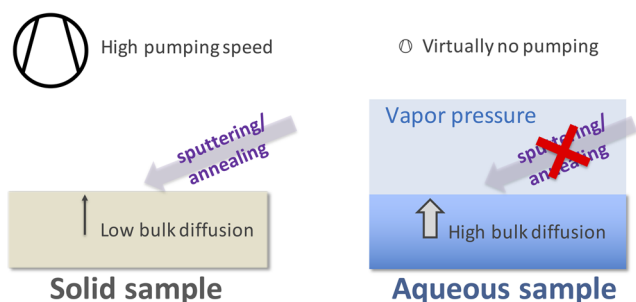 High pumping speed
Virtually no pumping
sputtering/
annealing
Vapor pressure
sputtering/
annealing
Low bulk diffusion
High bulk diffusion
Solid sample
Aqueous sample